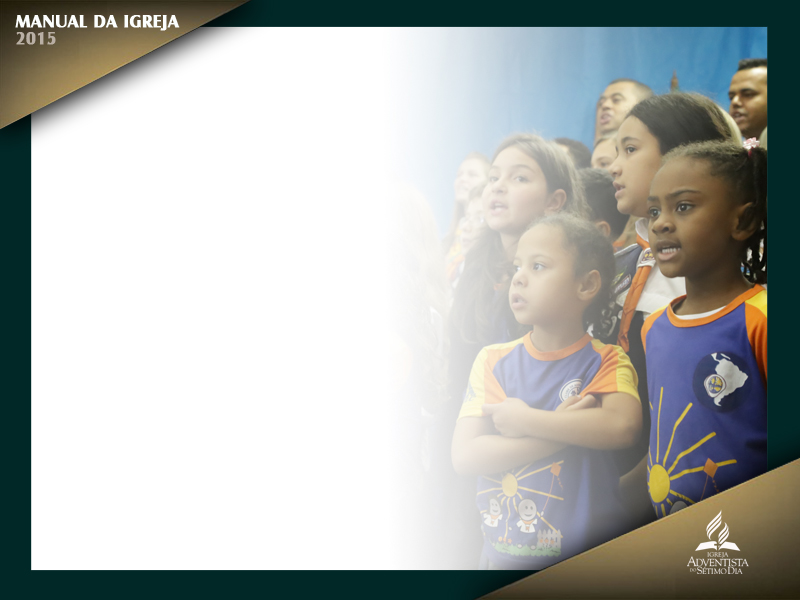 MANUAL DA IGREJA
2015
IGREJA
ADVENTISTA
DO SÉTIMO DIA